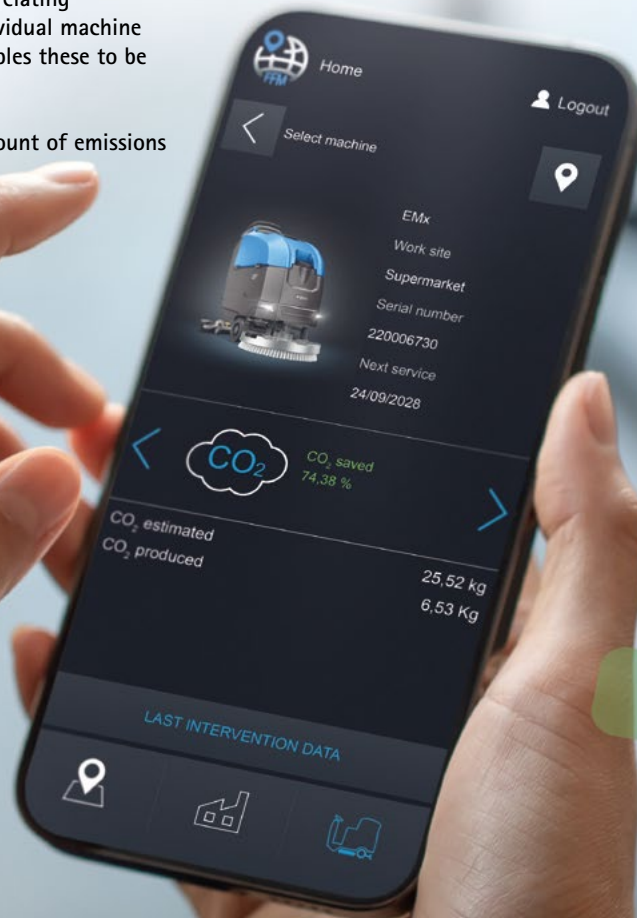 relating
vidual machine
bles these to be
ount of emissions
FFM
Home
Logout
Select machine
EMx
Work site
Supermarket
Serial number
220006730
Next service
24/09/2028
CO₂
CO₂ saved
74,38 %
CO₂ estimated
25,52 kg
CO₂ produced
6,53 Kg
LAST INTERVENTION DATA